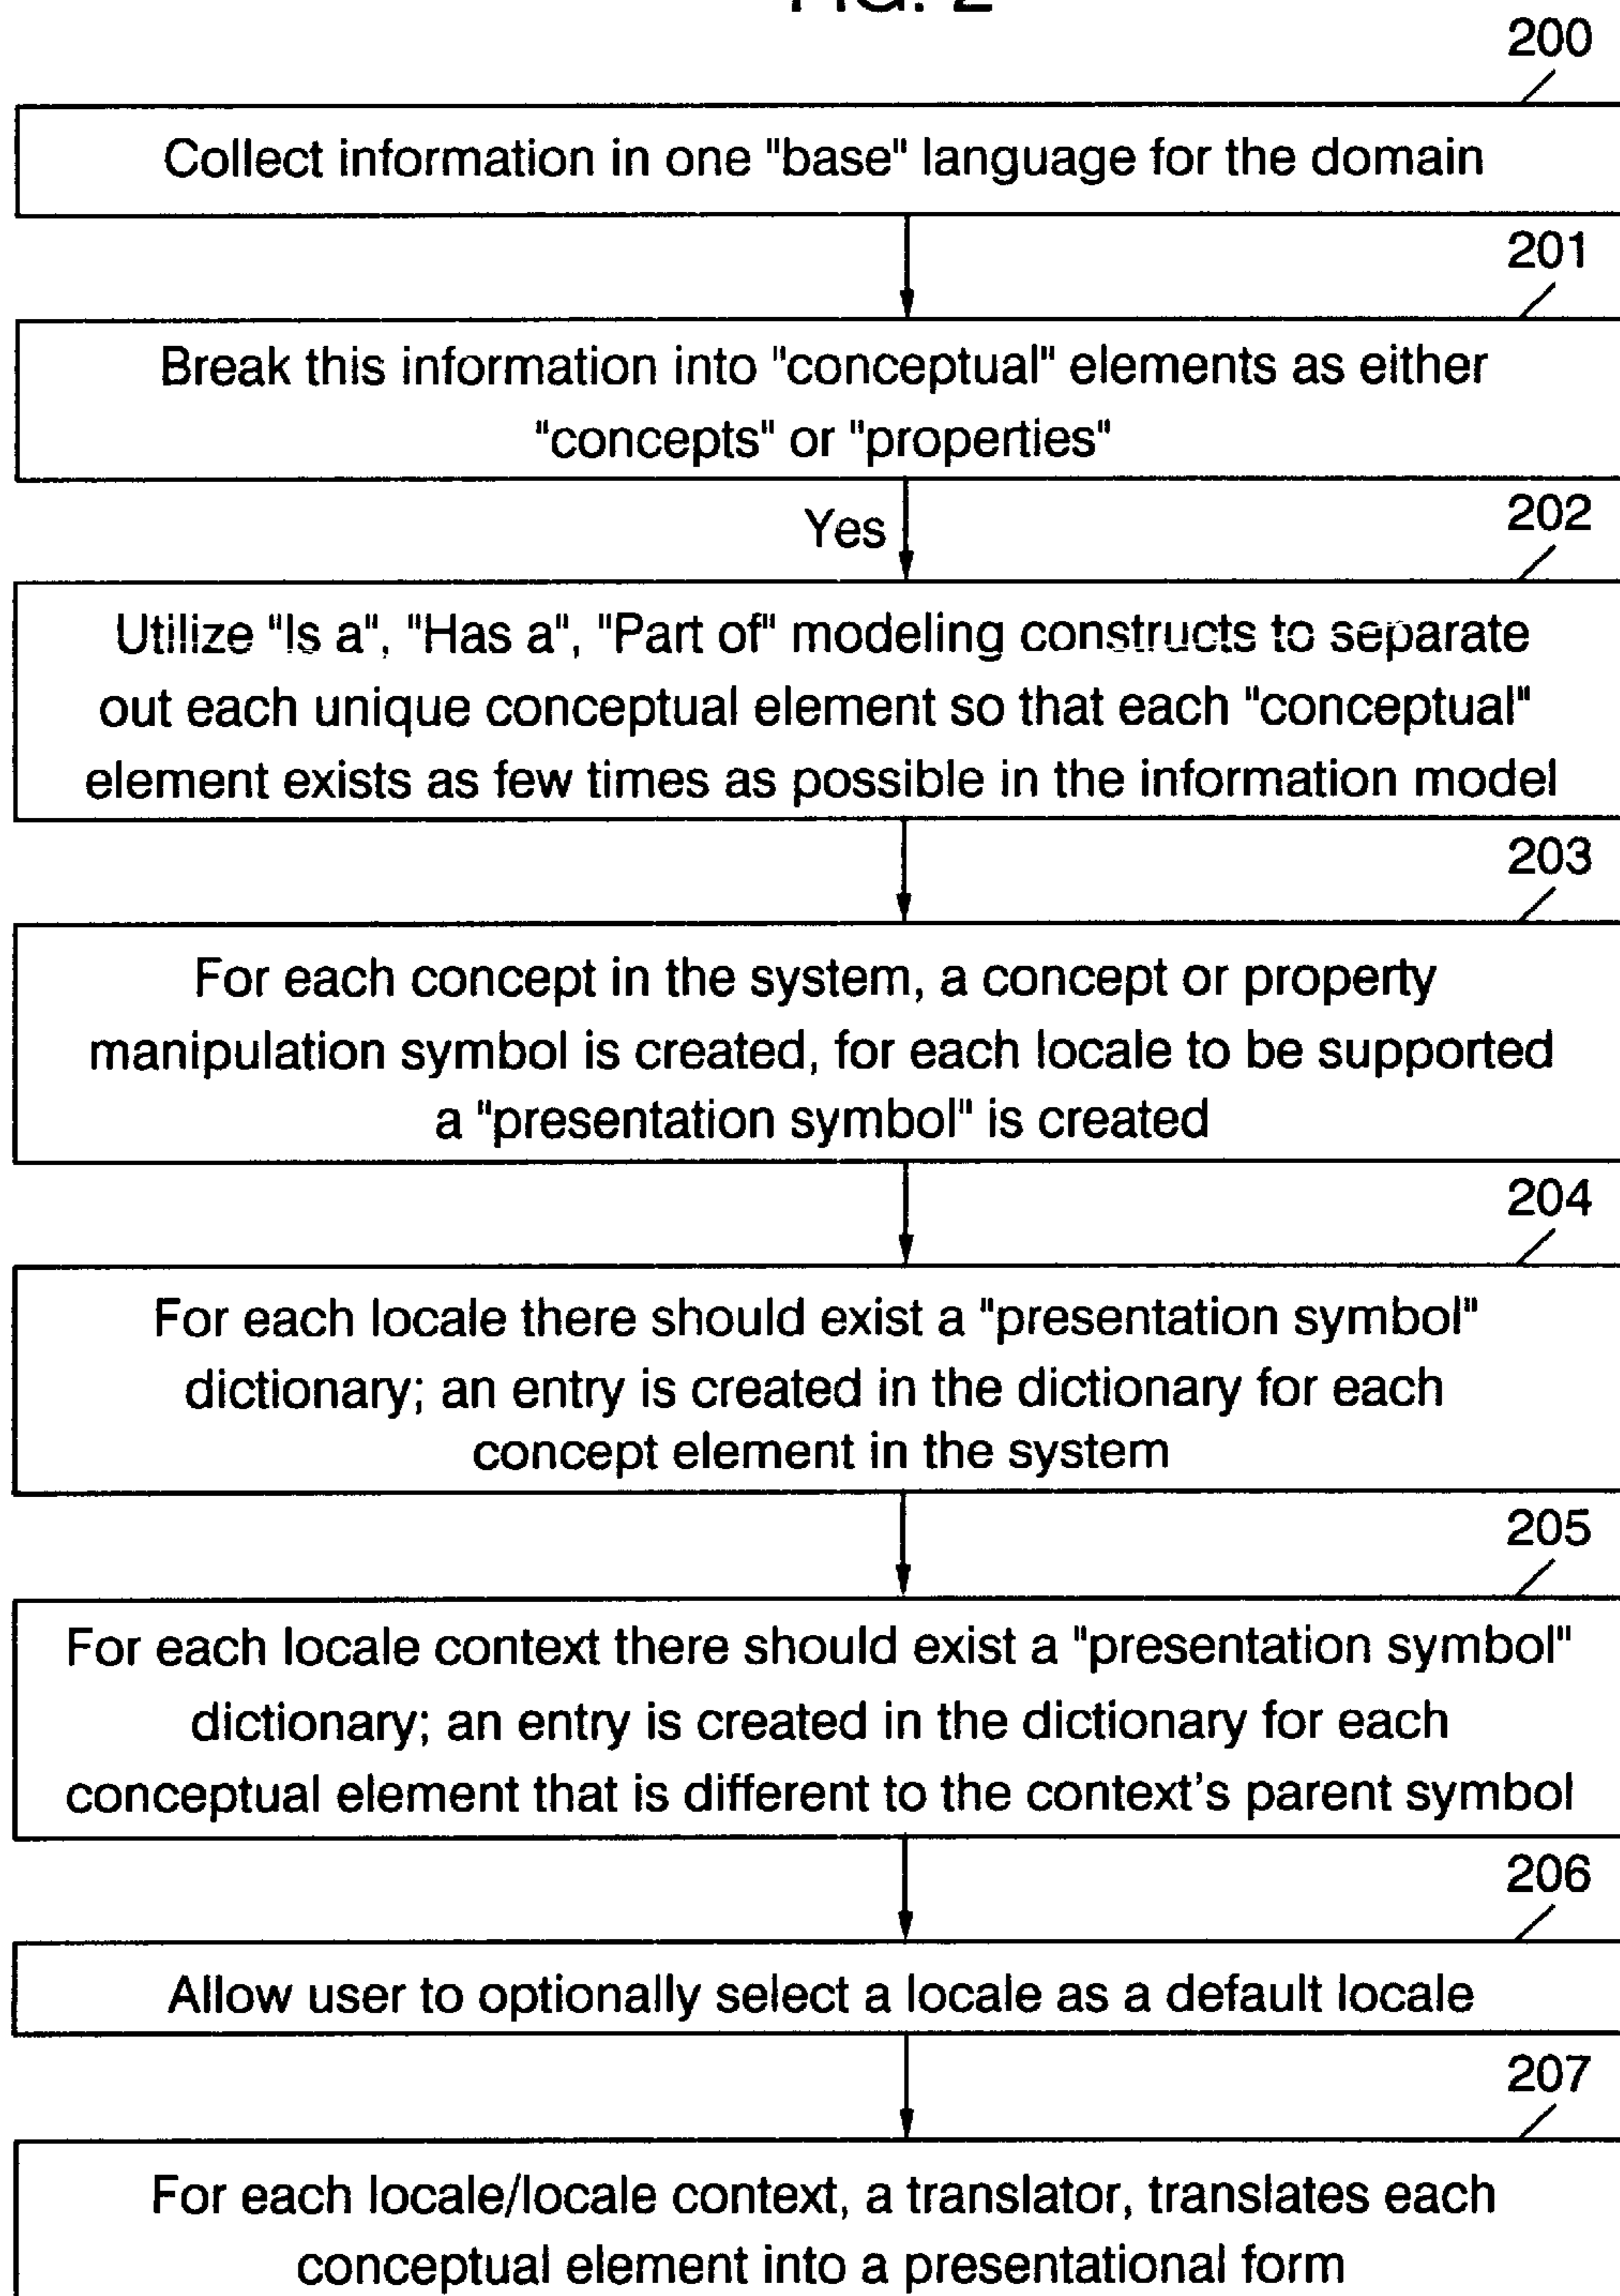 FIG. 2
200
Collect information in one "base" language for the domain
201
Break this information into "conceptual" elements as either
"concepts" or "properties"
Yes
202
Utilize "Is a", "Has a", "Part of" modeling constructs to separate
out each unique conceptual element so that each "conceptual"
element exists as few times as possible in the information model
203
For each concept in the system, a concept or property
manipulation symbol is created, for each locale to be supported
a "presentation symbol" is created
204
For each locale there should exist a "presentation symbol"
dictionary; an entry is created in the dictionary for each
concept element in the system
205
For each locale context there should exist a "presentation symbol"
dictionary; an entry is created in the dictionary for each
conceptual element that is different to the context's parent symbol
206
Allow user to optionally select a locale as a default locale
207
For each locale/locale context, a translator, translates each
conceptual element into a presentational form